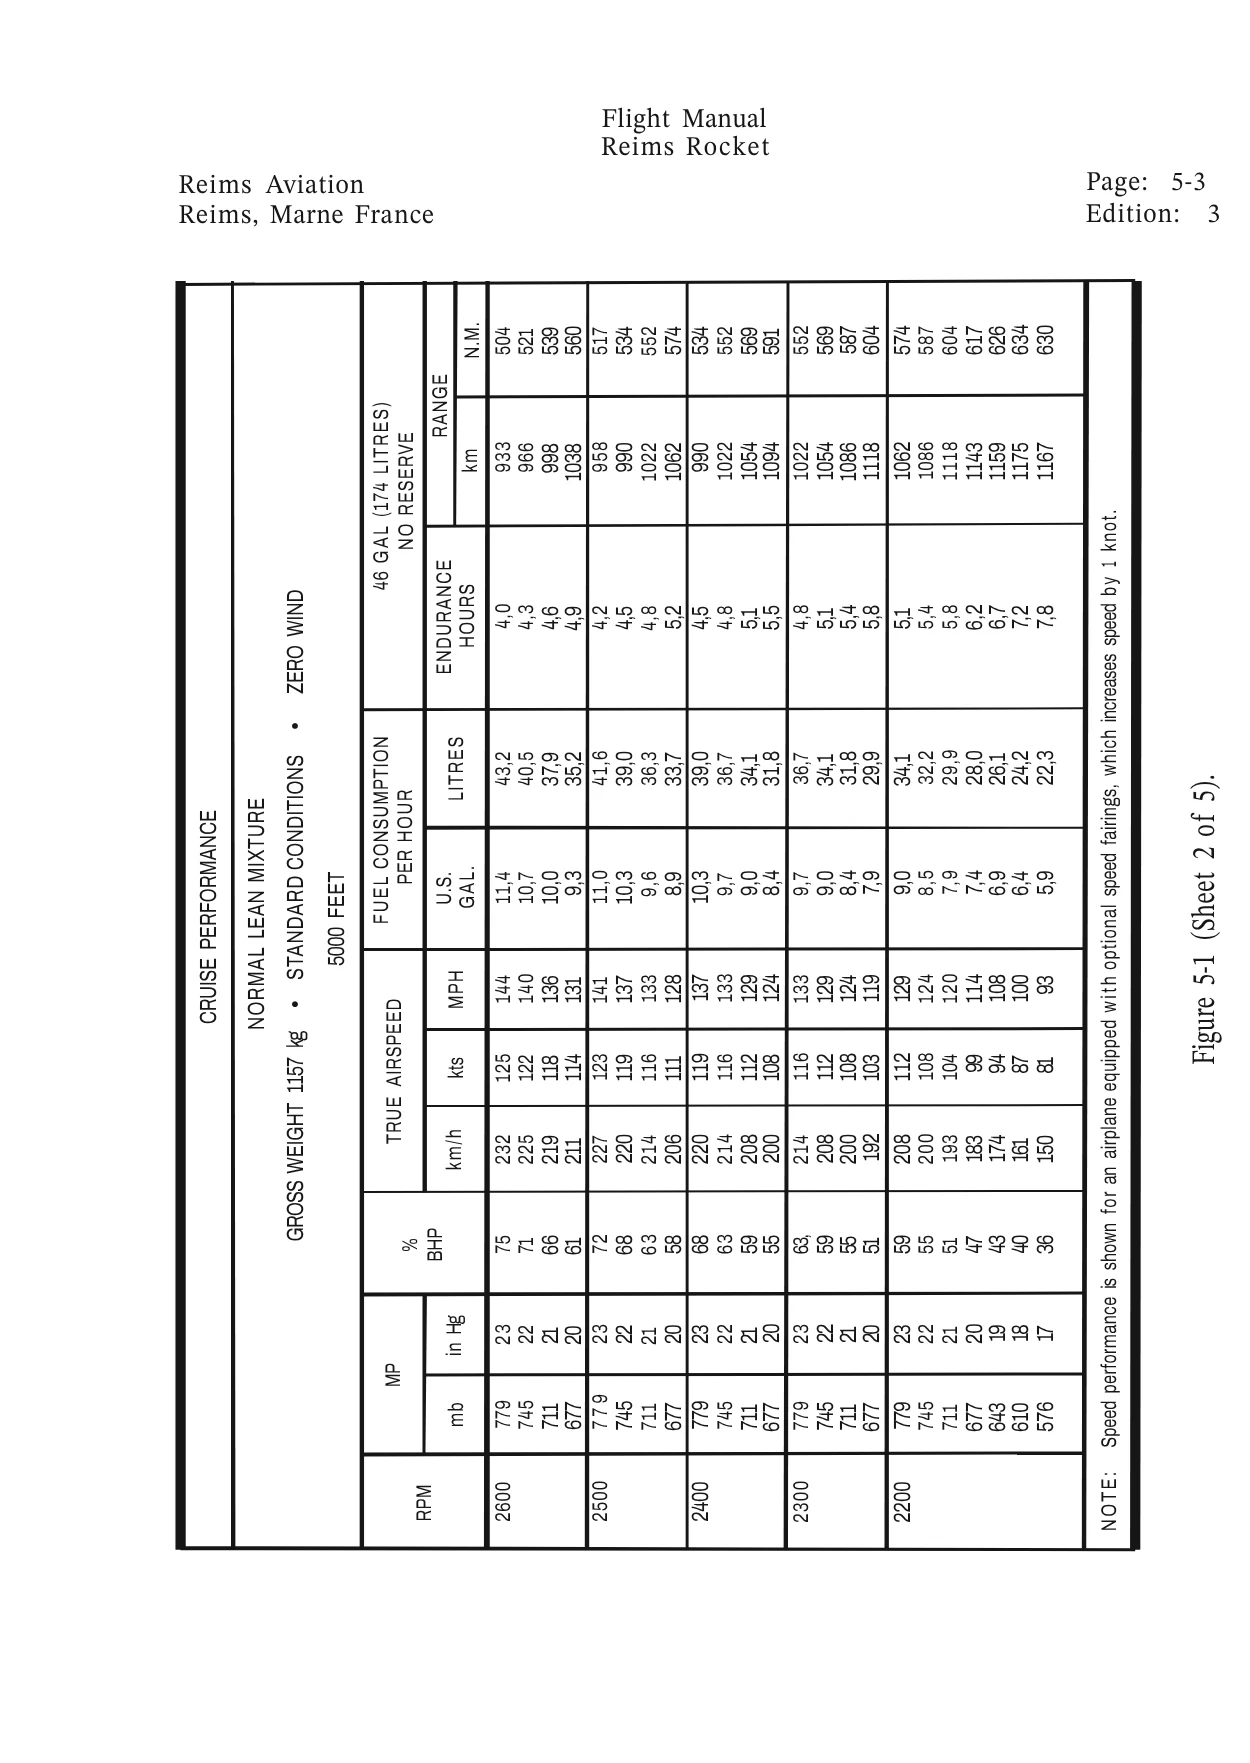 Flight Manual
Reims Rocket
Reims Aviation
Reims, Marne France
Page: 5-3
Edition: 3
CRUISE PERFORMANCE
NORMAL LEAN MIXTURE
GROSS WEIGHT 1157 kg • STANDARD CONDITIONS • ZERO WIND
5000 FEET
RPM MP % BHP TRUE AIRSPEED FUEL CONSUMPTION PER HOUR 46 GAL (174 LITRES) NO RESERVE
mb in Hg km/h kts MPH U.S. GAL. LITRES ENDURANCE HOURS RANGE km N.M.
2600 779 23 75 232 125 144 11,4 43,2 4,0 933 504
745 22 71 225 122 140 10,7 40,5 4,3 966 521
711 21 66 219 118 136 10,0 37,9 4,6 998 539
677 20 61 211 114 131 9,3 35,2 4,9 1038 560
2500 779 23 72 227 123 141 11,0 41,6 4,2 958 517
745 22 68 220 119 137 10,3 39,0 4,5 990 534
711 21 63 214 116 133 9,6 36,3 4,8 1022 552
677 20 58 206 111 128 8,9 33,7 5,2 1062 574
2400 779 23 68 220 119 137 10,3 39,0 4,5 990 534
745 22 63 214 116 133 9,7 36,7 4,8 1022 552
711 21 59 208 112 129 9,0 34,1 5,1 1054 569
677 20 55 200 108 124 8,4 31,8 5,5 1094 591
2300 779 23 63, 214 116 133 9,7 36,7 4,8 1022 552
745 22 59 208 112 129 9,0 34,1 5,1 1054 569
711 21 55 200 108 124 8,4 31,8 5,4 1086 587
677 20 51 192 103 119 7,9 29,9 5,8 1118 604
2200 779 23 59 208 112 129 9,0 34,1 5,1 1062 574
745 22 55 200 108 124 8,5 32,2 5,4 1086 587
711 21 51 193 104 120 7,9 29,9 5,8 1118 604
677 20 47 183 99 114 7,4 28,0 6,2 1143 617
643 19 43 174 94 108 6,9 26,1 6,7 1159 626
610 18 40 161 87 100 6,4 24,2 7,2 1175 634
576 17 36 150 81 93 5,9 22,3 7,8 1167 630
NOTE: Speed performance is shown for an airplane equipped with optional speed fairings, which increases speed by 1 knot.
Figure 5-1 (Sheet 2 of 5).